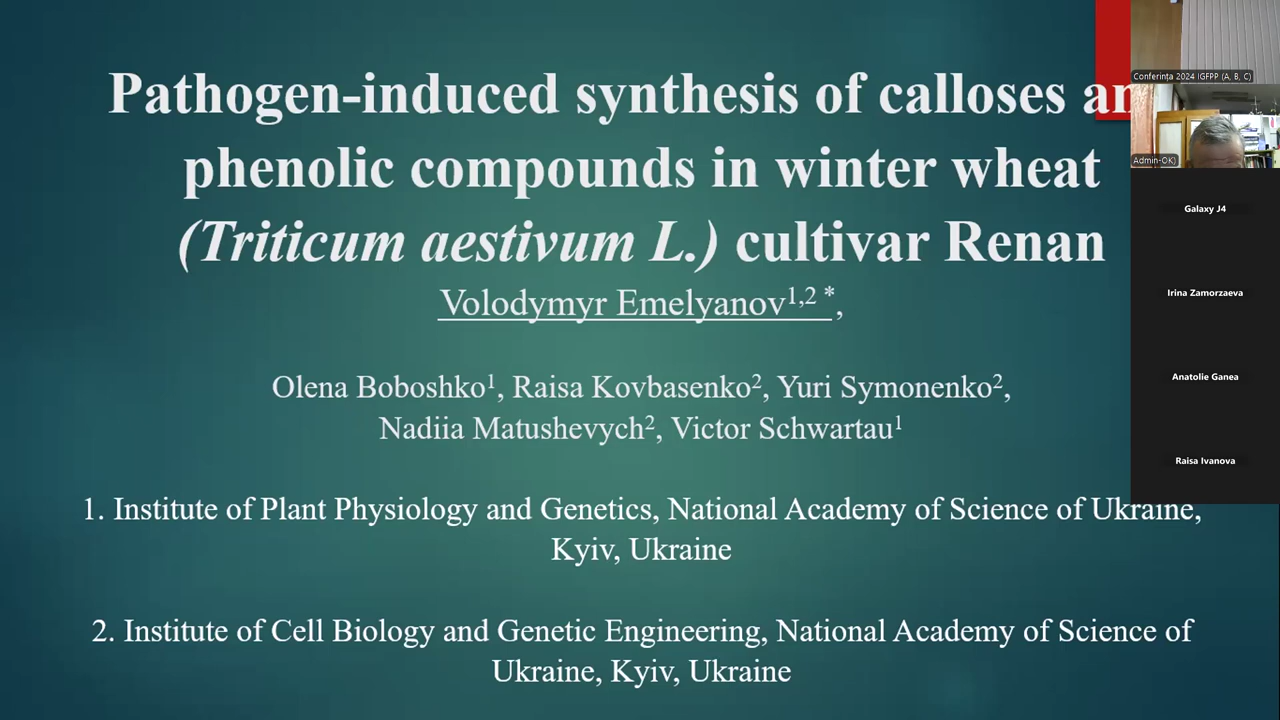 Pathogen-induced synthesis of calloses
phenolic compounds in winter wheat
(Triticum aestivum L.) cultivar Renan
Volodymyr Emelyanov1,2 *,
Olena Boboshko1, Raisa Kovbasenko2, Yuri Symonenko2,
Nadiia Matushevych2, Victor Schwartau1
1. Institute of Plant Physiology and Genetics, National Academy of Science of Ukraine,
Kyiv, Ukraine
2. Institute of Cell Biology and Genetic Engineering, National Academy of Science of
Ukraine, Kyiv, Ukraine
Conferința 2024 IGFPP (A, B, C)
Admin-OK)
Galaxy J4
Irina Zamorzaeva
Anatolie Ganea
Raisa Ivanova